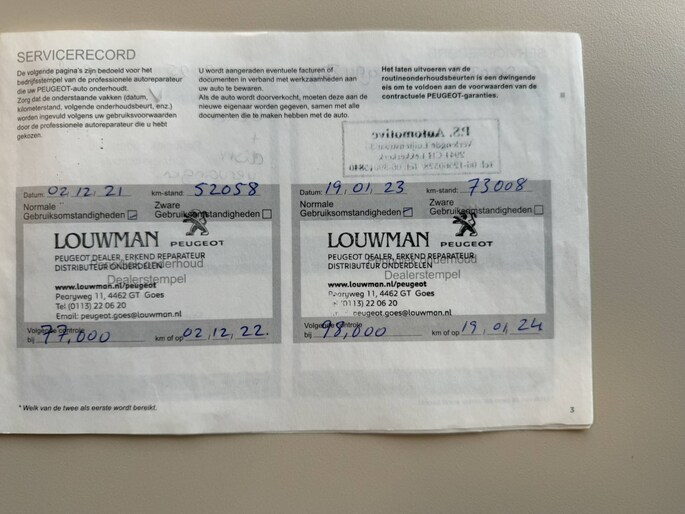 SERVICERECORD
De volgende pagina's zijn bedoeld voor het
bedrijfsstempel van de professionele autoreparateur
die uw PEUGEOT-auto onderhoudt.
Zorg dat de onderstaande vakken (datum,
kilometerstand, volgende onderhoudsbeurt, enz.)
worden ingevuld volgens uw gebruiksvoorwaarden
door de professionele autoreparateur die u hebt
gekozen.
U wordt aangeraden eventuele facturen of
documenten in verband met werkzaamheden aan
uw auto te bewaren.
Als de auto wordt doorverkocht, moeten deze aan de
nieuwe eigenaar worden gegeven, samen met alle
documenten die te maken hebben met de auto.
Het laten uitvoeren van de
routineonderhoudsbeurten is een dwingende
eis om te voldoen aan de voorwaarden van de
contractuele PEUGEOT-garanties.
P.S. Automotive
Datum: 02,12,21 km-stand: 52058
Normale Zware
Gebruiksomstandigheden Gebruiksomstandigheden
LOUWMAN PEUGEOT
PEUGEOT DEALER, ERKEND REPARATEUR
DISTRIBUTEUR ONDERDELEN
onderhoud
Dealerstempel
www.louwman.nl/peugeot
Pearyweg 11, 4462 GT Goes
Tel (0113) 22 06 20
Email: peugeot.goes@louwman.nl
Volgende controle
bij 77,000 km of op 02,12,22.
Datum: 19,01,23 km-stand: 73008
Normale Zware
Gebruiksomstandigheden Gebruiksomstandigheden
LOUWMAN PEUGEOT
PEUGEOT DEALER, ERKEND REPARATEUR
DISTRIBUTEUR ONDERDELEN
onderhoud
Dealerstempel
www.louwman.nl/peugeot
Pearyweg 11, 4462 GT Goes
(0113) 22 06 20
peugeot.goes@louwman.nl
Volgende controle
bij 98,000 km of op 19,01,24
* Welk van de twee als eerste wordt bereikt.
3